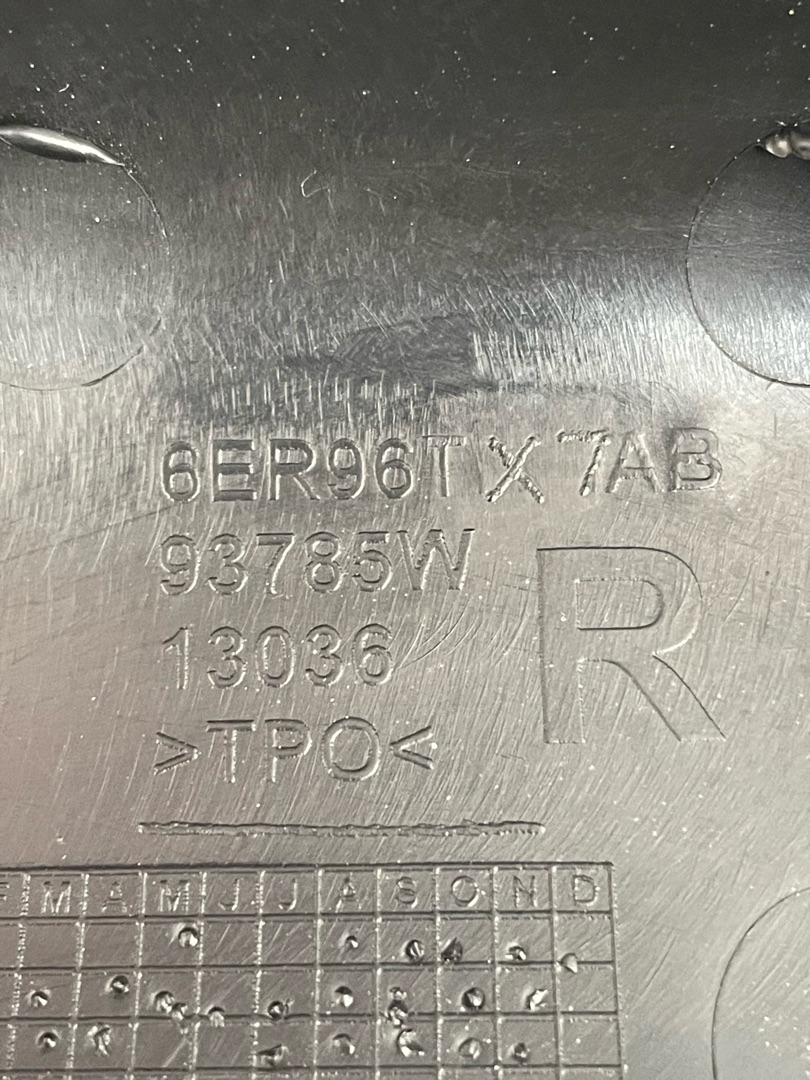 6ER96TX7AB
93785W
R
13036
>TPO<
F M A M J J A S O N D